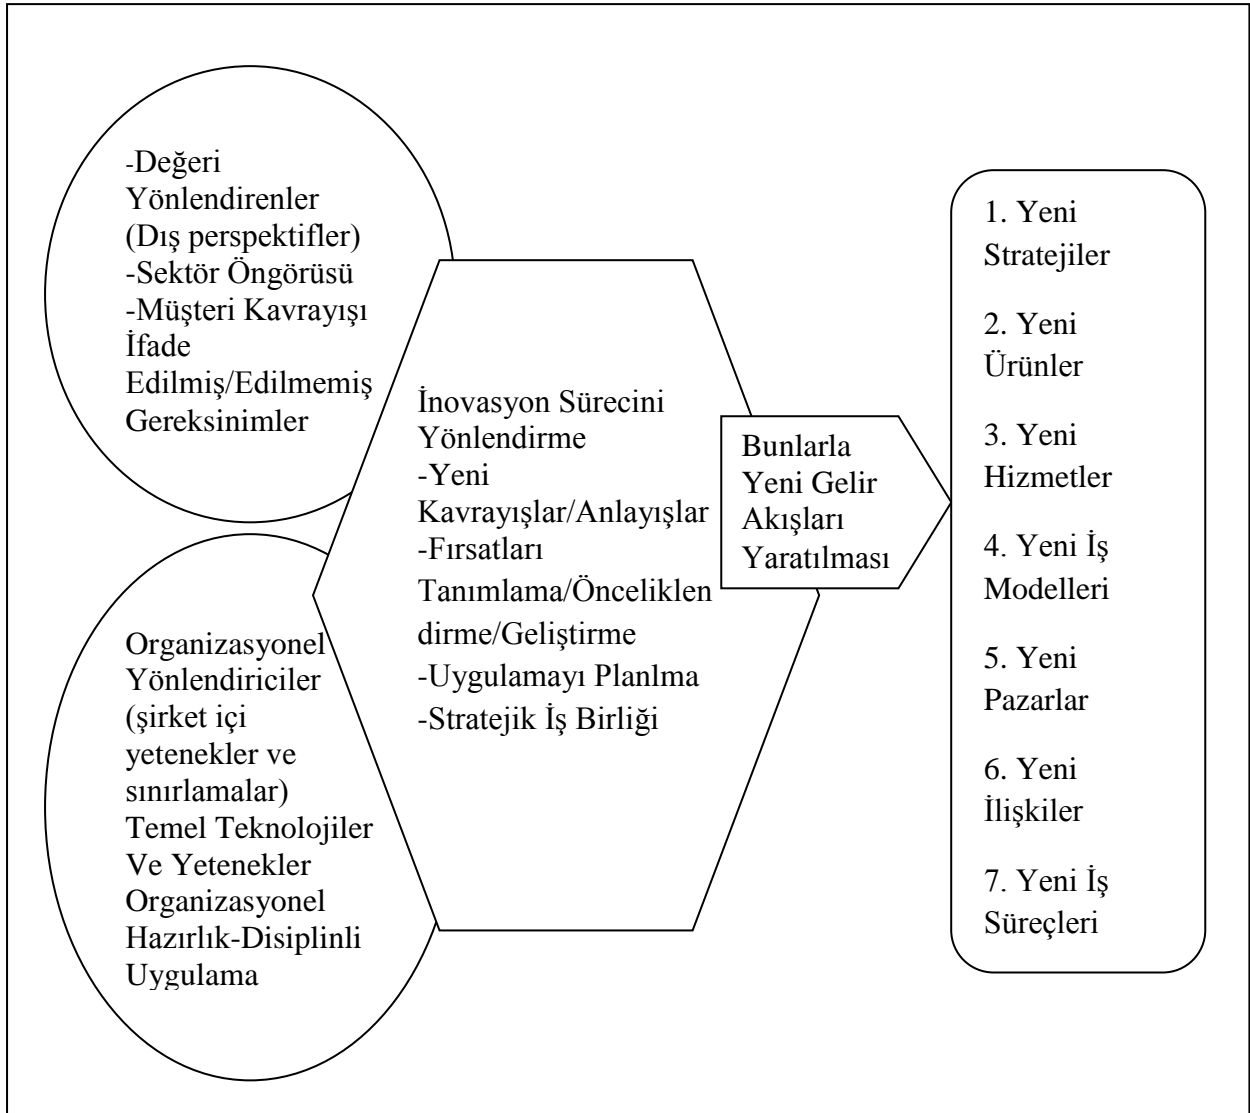 -Değeri
Yönlendirenler
(Dış perspektifler)
-Sektör Öngörüsü
-Müşteri Kavrayışı
İfade
Edilmiş/Edilmemiş
Gereksinimler
Organizasyonel
Yönlendiriciler
(şirket içi
yetenekler ve
sınırlamalar)
Temel Teknolojiler
Ve Yetenekler
Organizasyonel
Hazırlık-Disiplinli
Uygulama
İnovasyon Sürecini
Yönlendirme
-Yeni
Kavrayışlar/Anlayışlar
-Fırsatları
Tanımlama/Önceliklen
dirme/Geliştirme
-Uygulamayı Planlma
-Stratejik İş Birliği
Bunlarla
Yeni Gelir
Akışları
Yaratılması
1. Yeni
Stratejiler
2. Yeni
Ürünler
3. Yeni
Hizmetler
4. Yeni İş
Modelleri
5. Yeni
Pazarlar
6. Yeni
İlişkiler
7. Yeni İş
Süreçleri